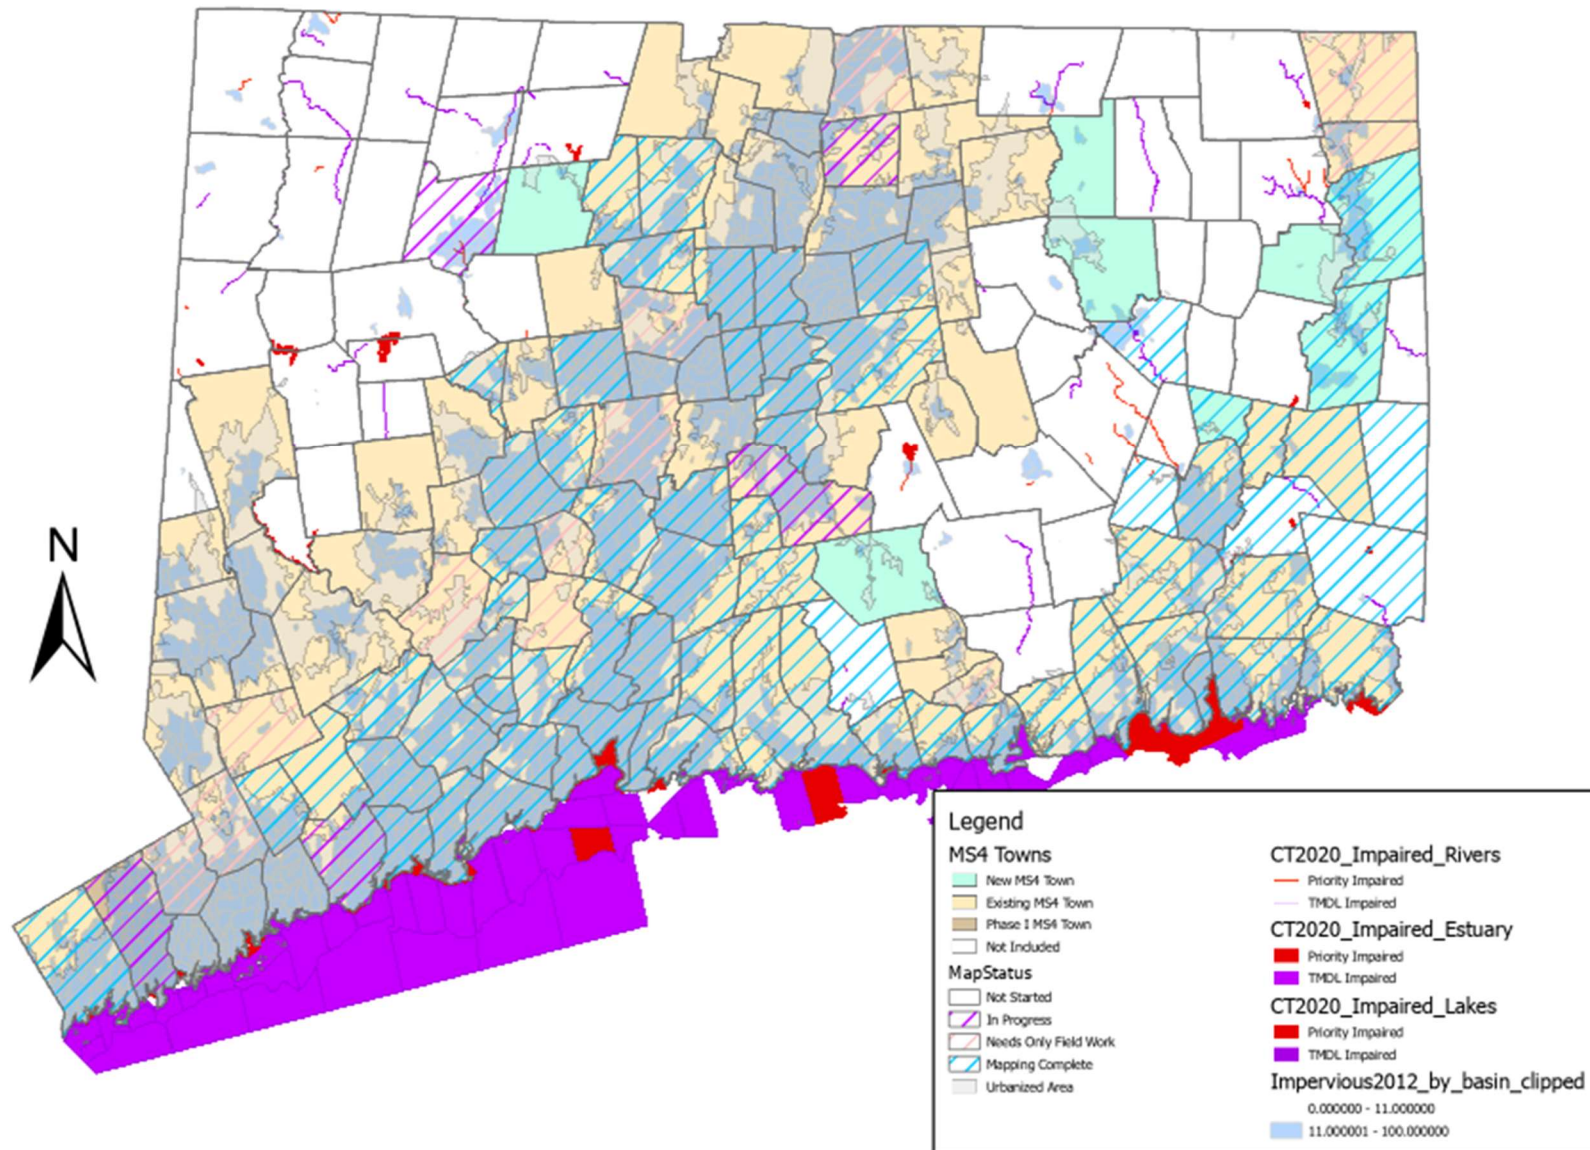 N
Legend
MS4 Towns
New MS4 Town
Existing MS4 Town
Phase I MS4 Town
Not Included
MapStatus
Not Started
In Progress
Needs Only Field Work
Mapping Complete
Urbanized Area
CT2020_Impaired_Rivers
Priority Impaired
TMDL Impaired
CT2020_Impaired_Estuary
Priority Impaired
TMDL Impaired
CT2020_Impaired_Lakes
Priority Impaired
TMDL Impaired
Impervious2012_by_basin_clipped
0.000000 - 11.000000
11.000001 - 100.000000